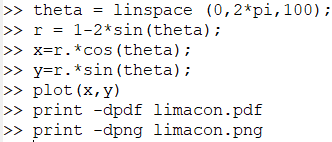 >> theta = linspace (0,2*pi,100);
>> r = 1-2*sin(theta);
>> x=r.*cos(theta);
>> y=r.*sin(theta);
>> plot(x,y)
>> print -dpdf limacon.pdf
>> print -dpng limacon.png